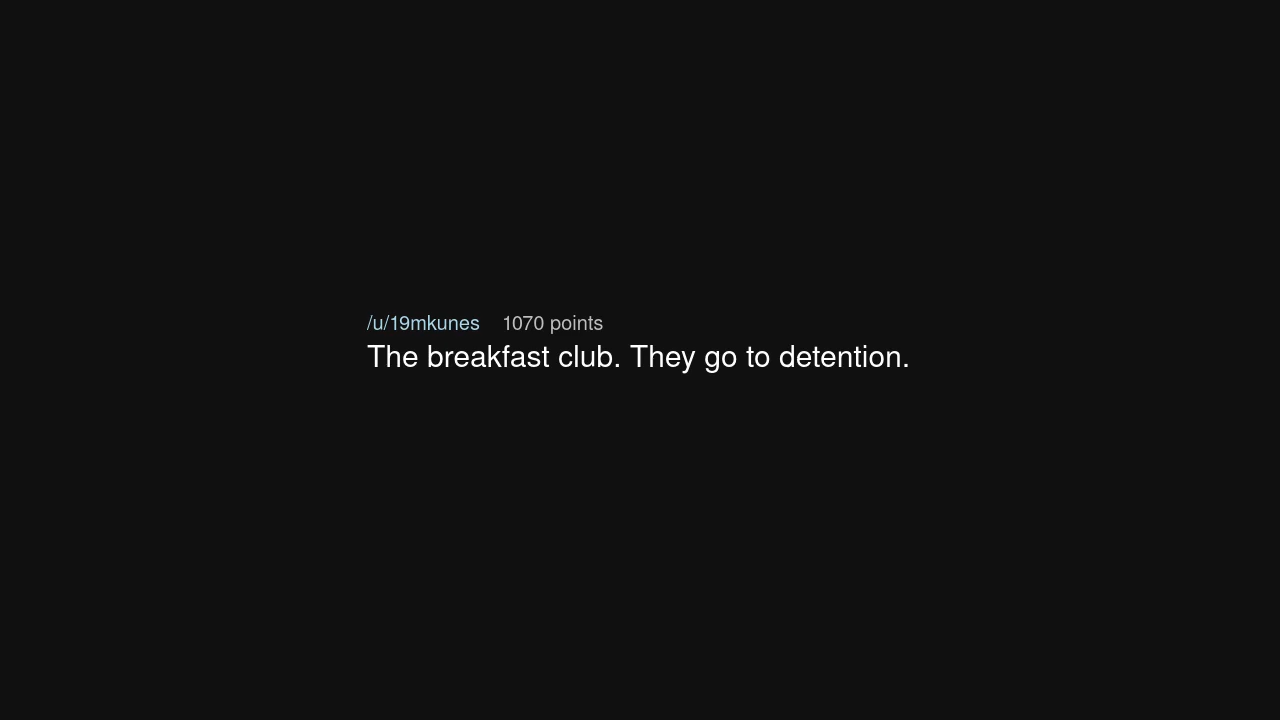 /u/19mkunes 1070 points
The breakfast club. They go to detention.